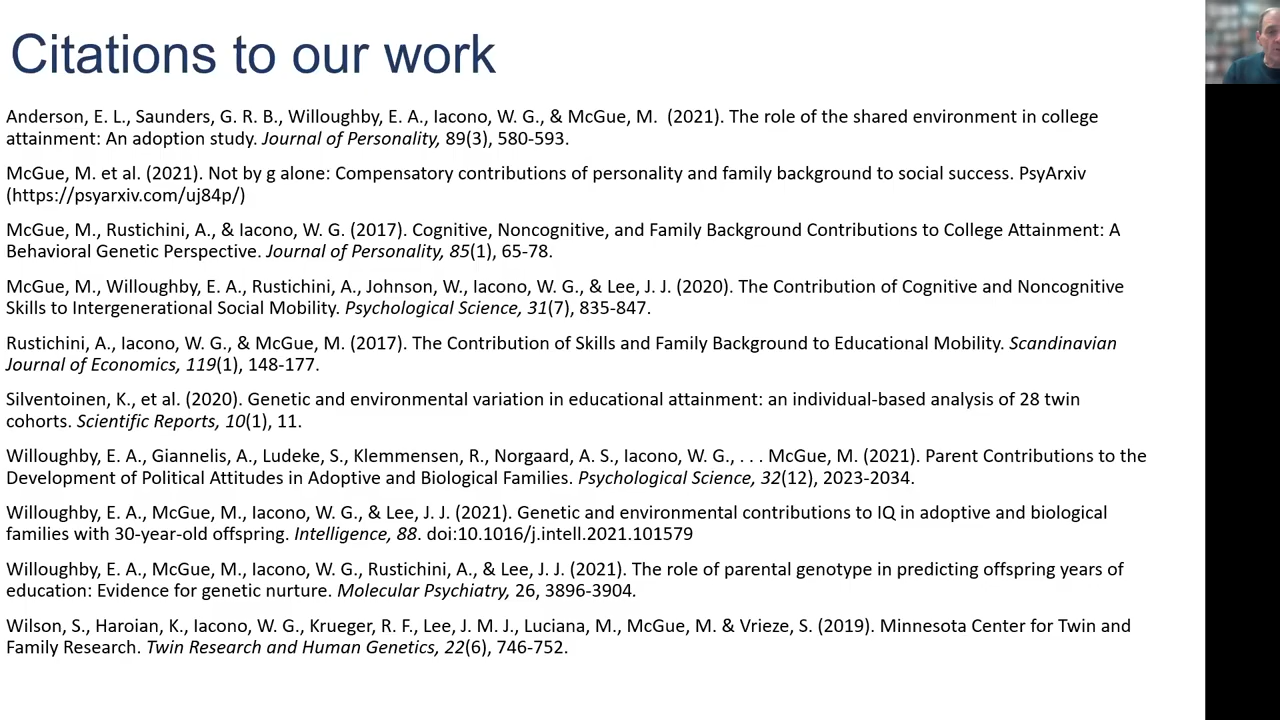 Citations to our work
Anderson, E. L., Saunders, G. R. B., Willoughby, E. A., Iacono, W. G., & McGue, M.  (2021). The role of the shared environment in college
attainment: An adoption study. Journal of Personality, 89(3), 580-593.
McGue, M. et al. (2021). Not by g alone: Compensatory contributions of personality and family background to social success. PsyArxiv
(https://psyarxiv.com/uj84p/)
McGue, M., Rustichini, A., & Iacono, W. G. (2017). Cognitive, Noncognitive, and Family Background Contributions to College Attainment: A
Behavioral Genetic Perspective. Journal of Personality, 85(1), 65-78.
McGue, M., Willoughby, E. A., Rustichini, A., Johnson, W., Iacono, W. G., & Lee, J. J. (2020). The Contribution of Cognitive and Noncognitive
Skills to Intergenerational Social Mobility. Psychological Science, 31(7), 835-847.
Rustichini, A., Iacono, W. G., & McGue, M. (2017). The Contribution of Skills and Family Background to Educational Mobility. Scandinavian
Journal of Economics, 119(1), 148-177.
Silventoinen, K., et al. (2020). Genetic and environmental variation in educational attainment: an individual-based analysis of 28 twin
cohorts. Scientific Reports, 10(1), 11.
Willoughby, E. A., Giannelis, A., Ludeke, S., Klemmensen, R., Norgaard, A. S., Iacono, W. G., . . . McGue, M. (2021). Parent Contributions to the
Development of Political Attitudes in Adoptive and Biological Families. Psychological Science, 32(12), 2023-2034.
Willoughby, E. A., McGue, M., Iacono, W. G., & Lee, J. J. (2021). Genetic and environmental contributions to IQ in adoptive and biological
families with 30-year-old offspring. Intelligence, 88. doi:10.1016/j.intell.2021.101579
Willoughby, E. A., McGue, M., Iacono, W. G., Rustichini, A., & Lee, J. J. (2021). The role of parental genotype in predicting offspring years of
education: Evidence for genetic nurture. Molecular Psychiatry, 26, 3896-3904.
Wilson, S., Haroian, K., Iacono, W. G., Krueger, R. F., Lee, J. M. J., Luciana, M., McGue, M. & Vrieze, S. (2019). Minnesota Center for Twin and
Family Research. Twin Research and Human Genetics, 22(6), 746-752.